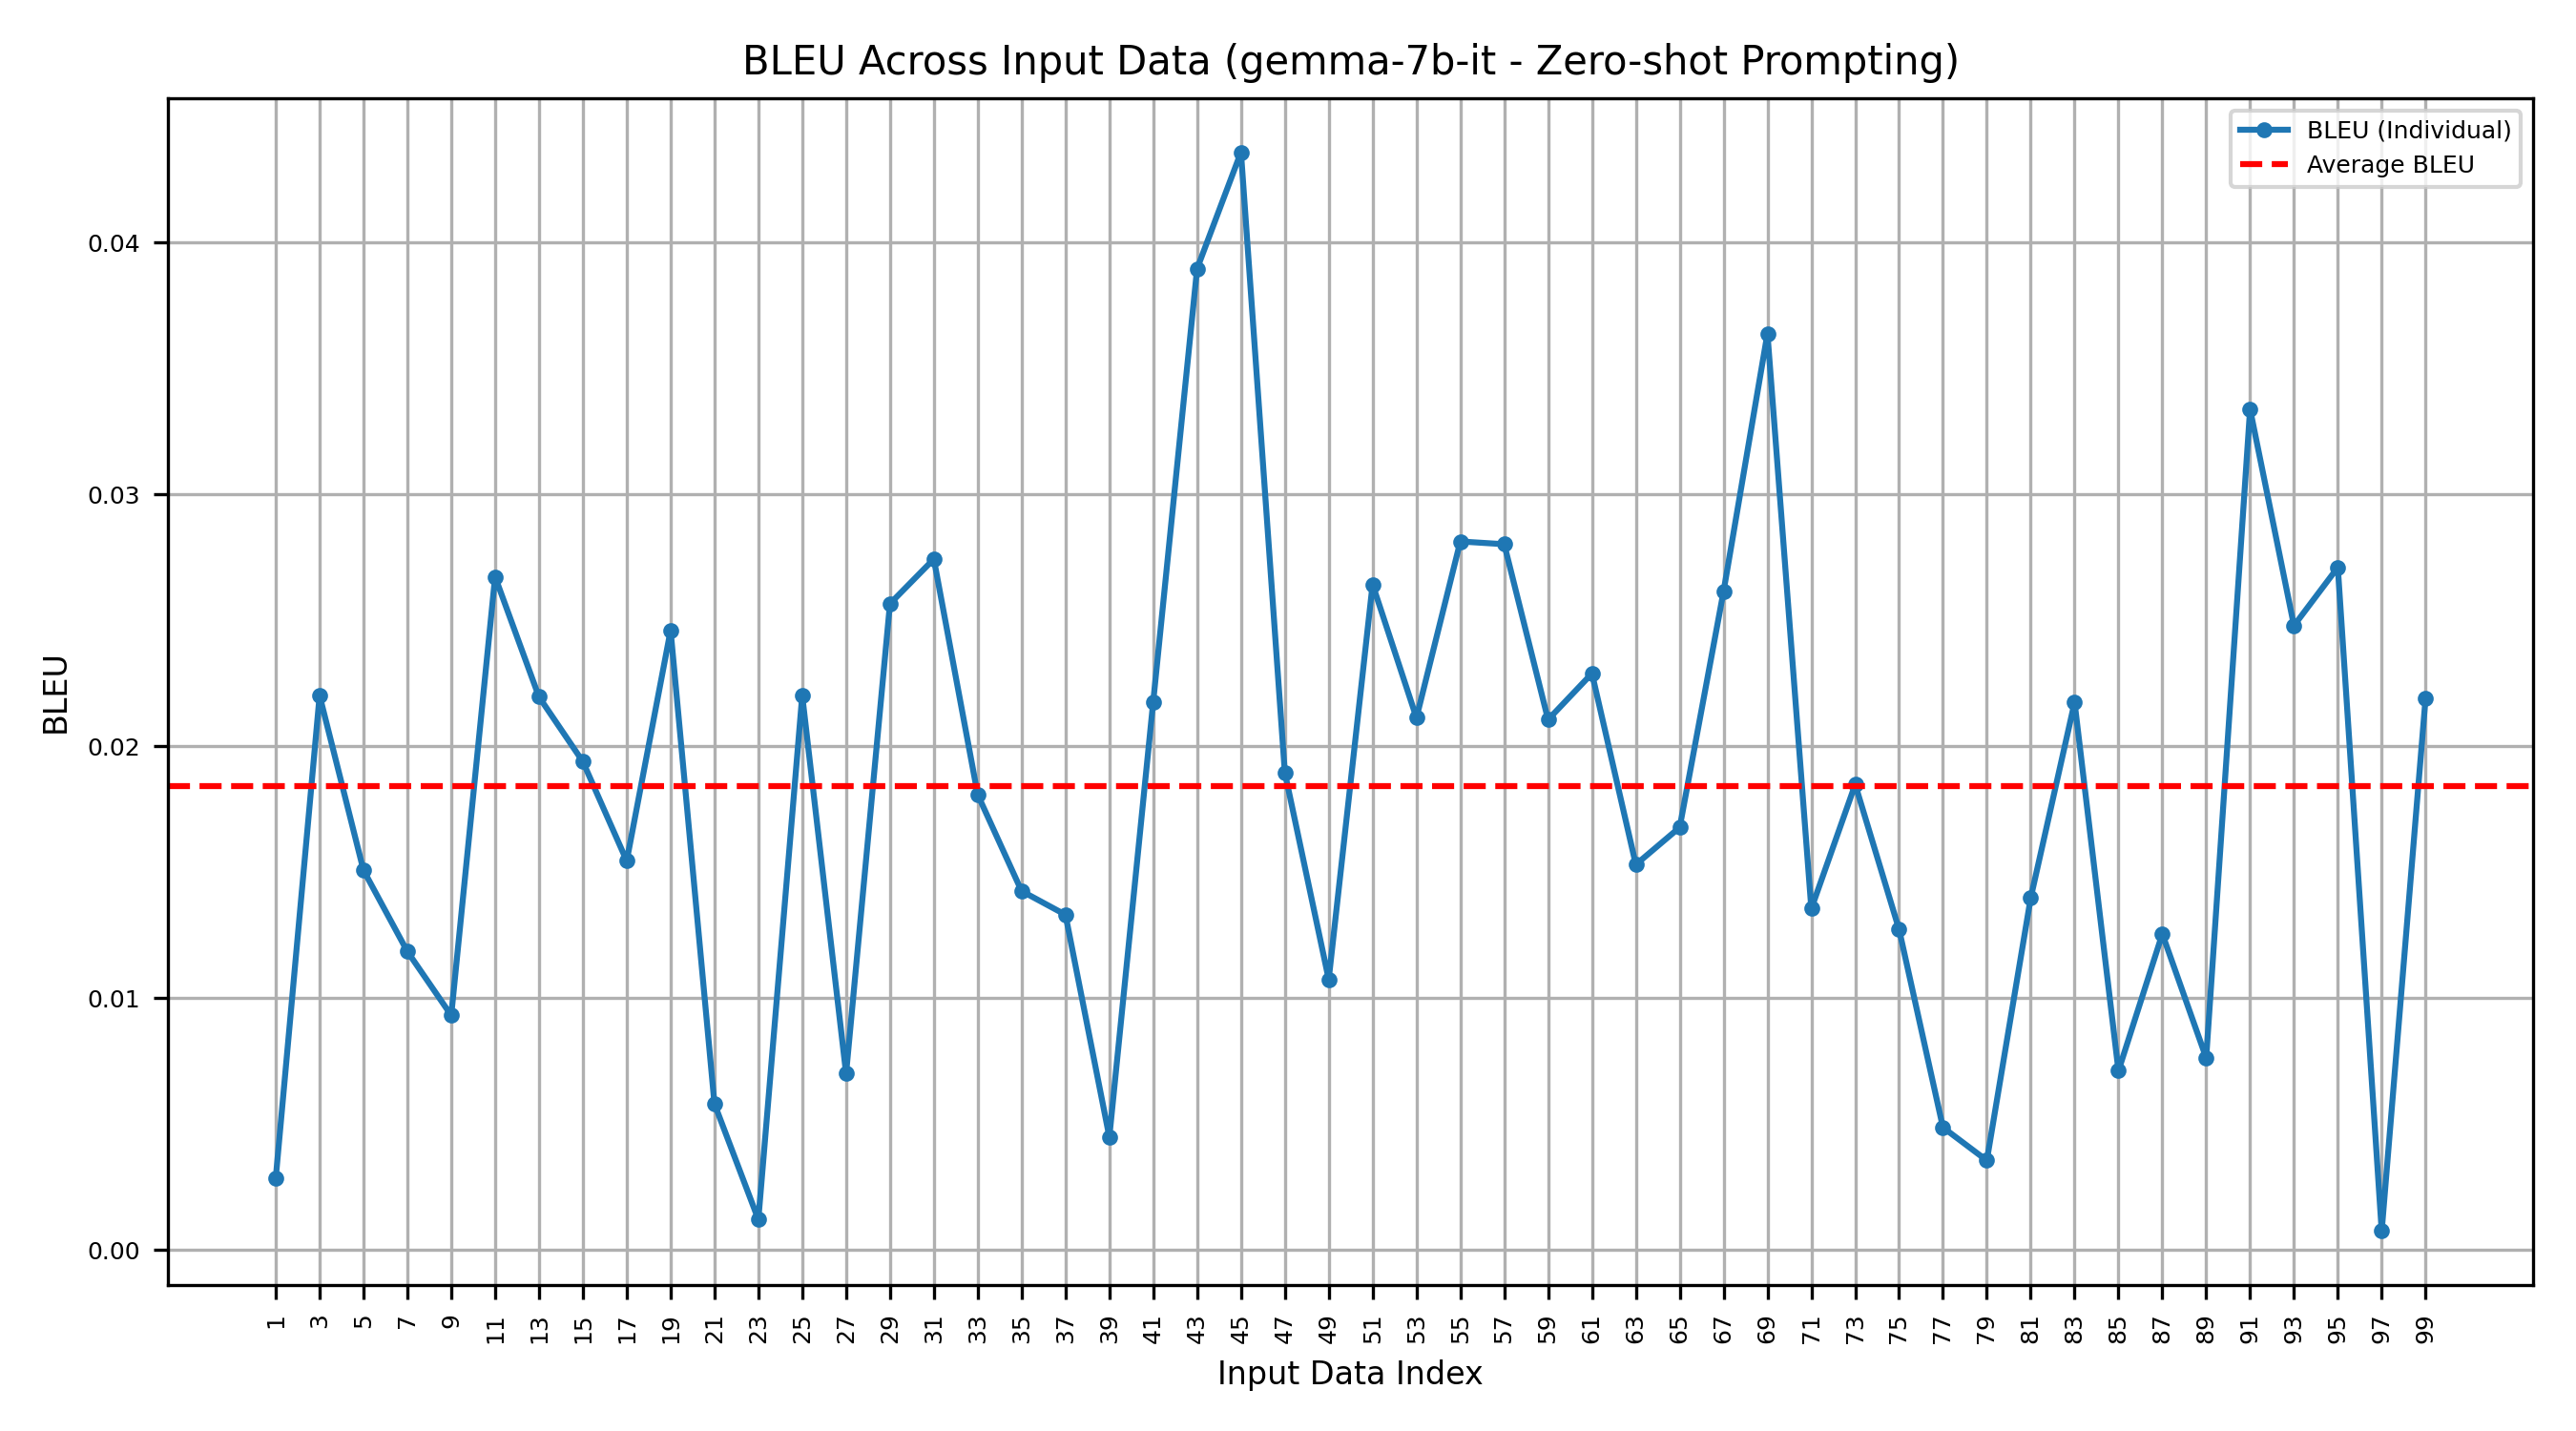 BLEU Across Input Data (gemma-7b-it - Zero-shot Prompting)
BLEU (Individual)
Average BLEU
BLEU
0.04
0.03
0.02
0.01
0.00
1 3 5 7 9 11 13 15 17 19 21 23 25 27 29 31 33 35 37 39 41 43 45 47 49 51 53 55 57 59 61 63 65 67 69 71 73 75 77 79 81 83 85 87 89 91 93 95 97 99
Input Data Index